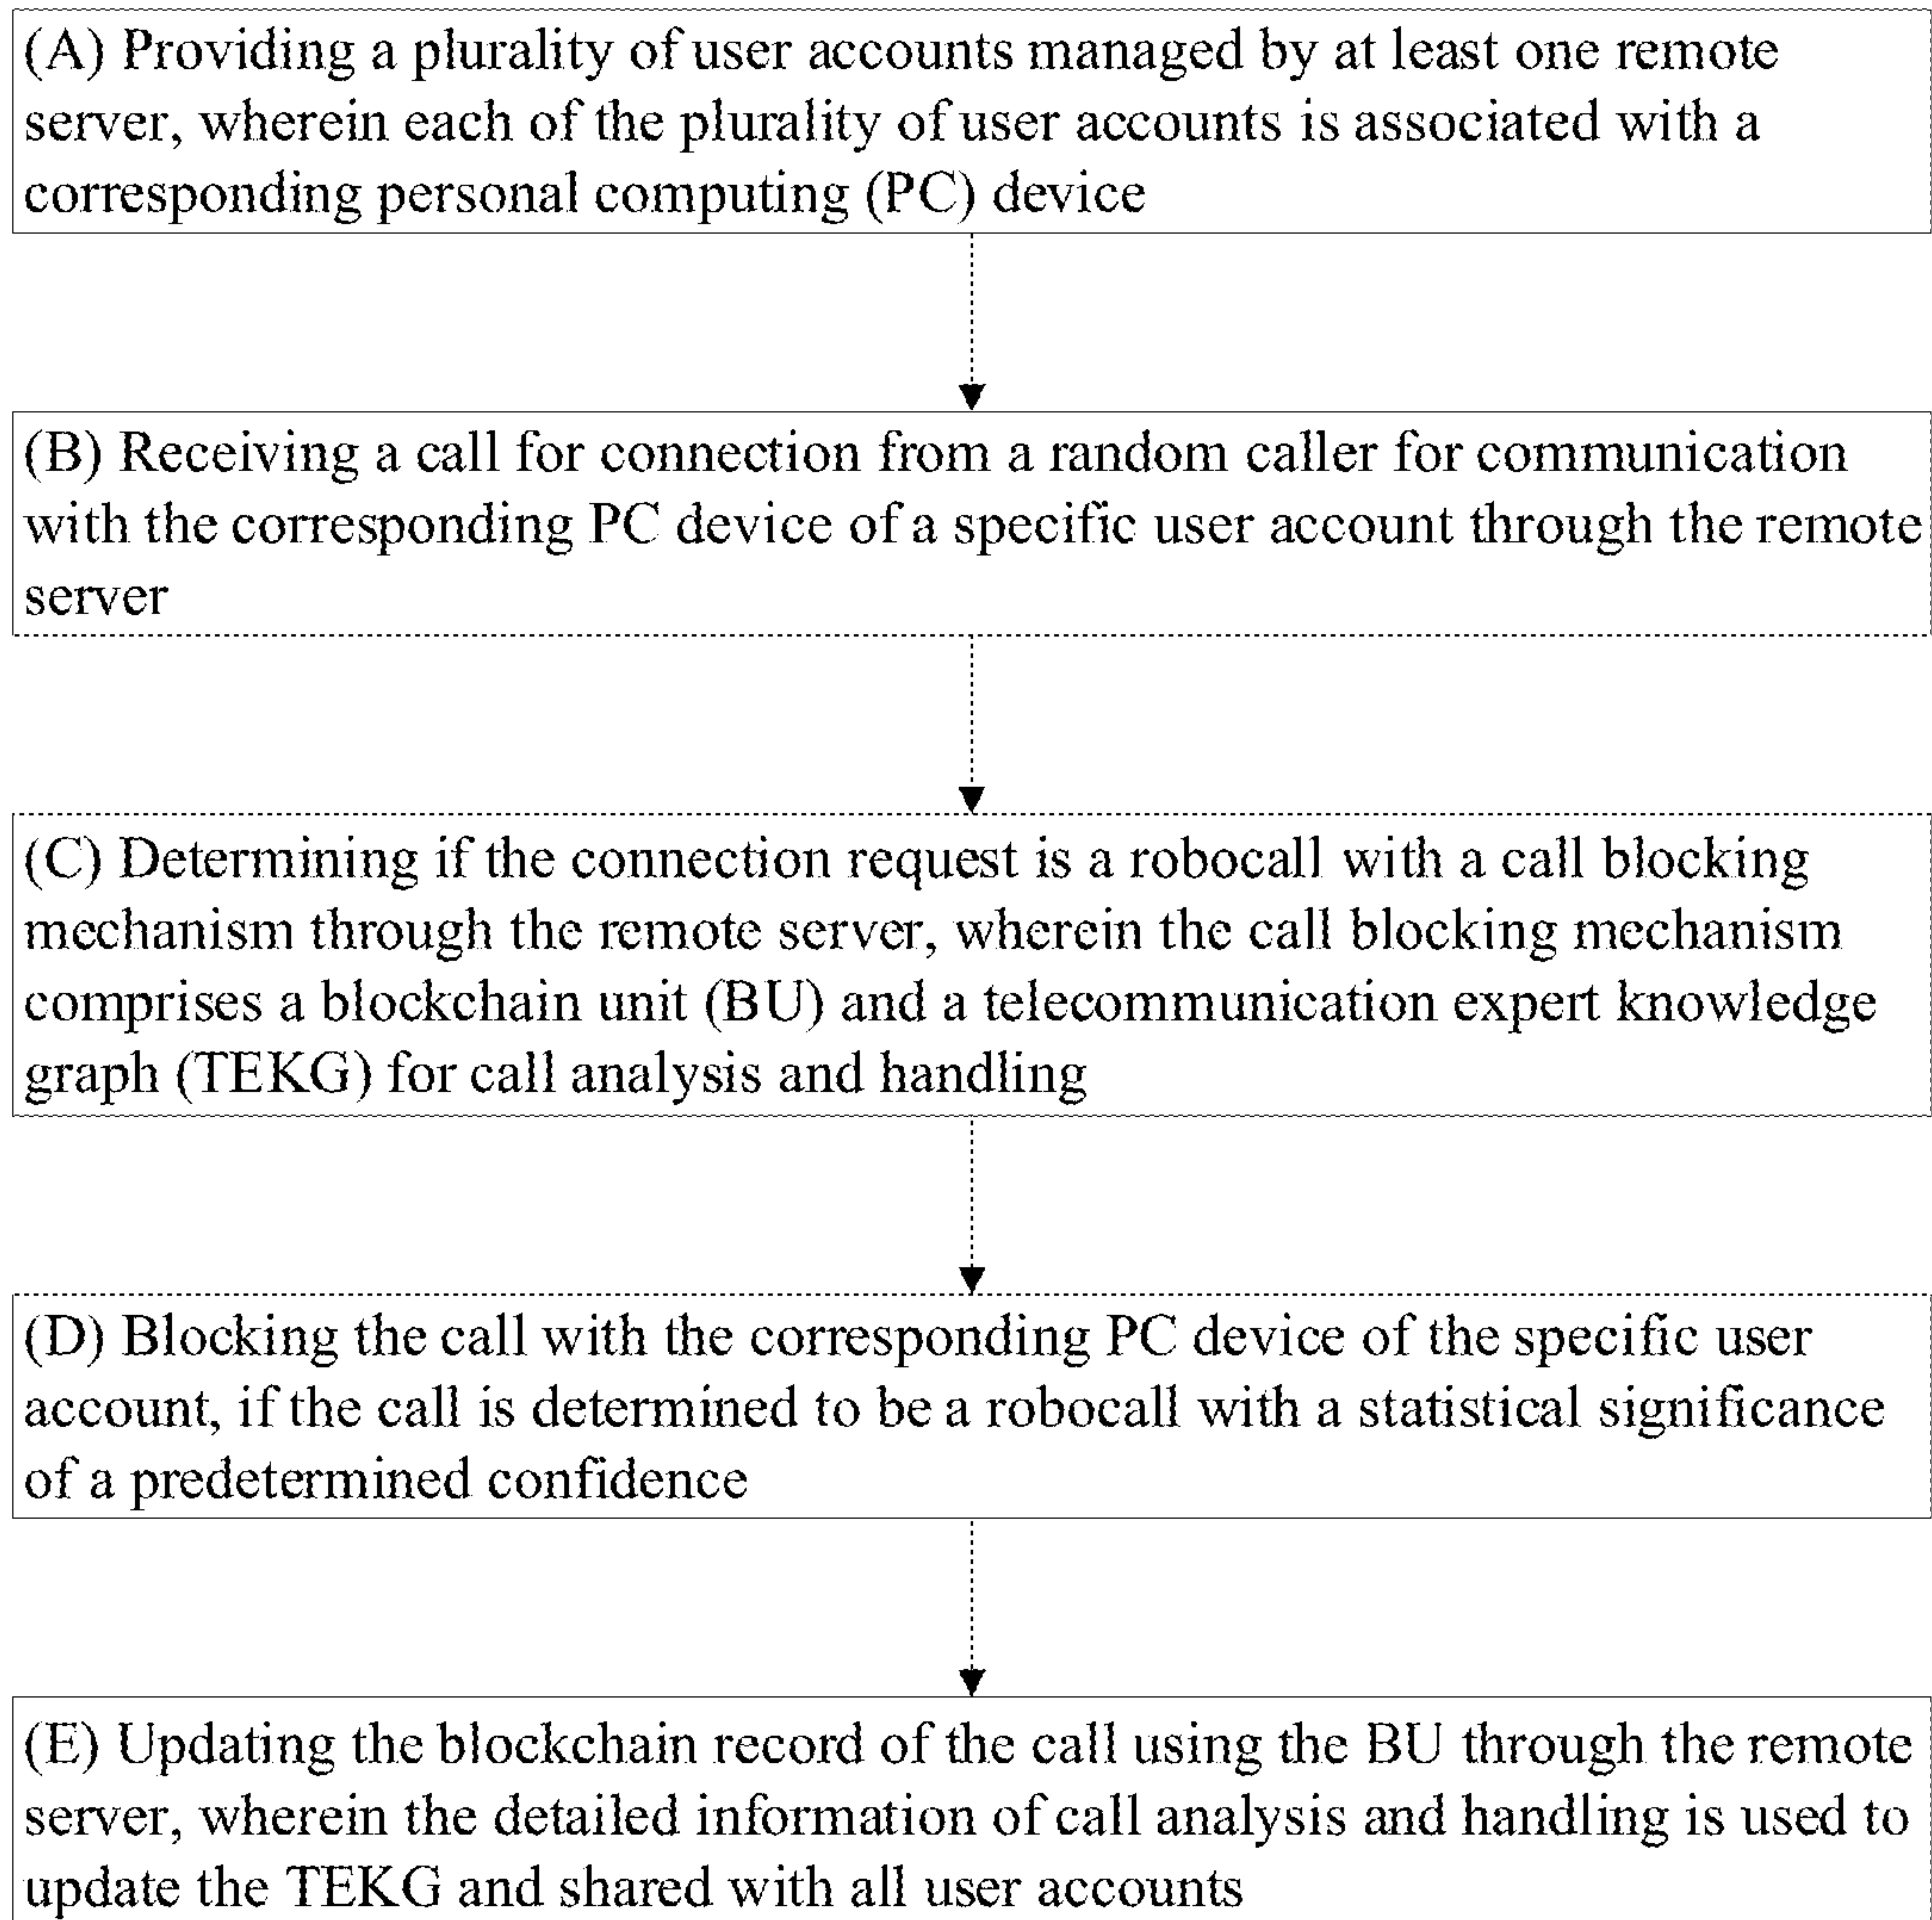 (A) Providing a plurality of user accounts managed by at least one remote
server, wherein each of the plurality of user accounts is associated with a
corresponding personal computing (PC) device
(B) Receiving a call for connection from a random caller for communication
with the corresponding PC device of a specific user account through the remote
server
(C) Determining if the connection request is a robocall with a call blocking
mechanism through the remote server, wherein the call blocking mechanism
comprises a blockchain unit (BU) and a telecommunication expert knowledge
graph (TEKG) for call analysis and handling
(D) Blocking the call with the corresponding PC device of the specific user
account, if the call is determined to be a robocall with a statistical significance
of a predetermined confidence
(E) Updating the blockchain record of the call using the BU through the remote
server, wherein the detailed information of call analysis and handling is used to
update the TEKG and shared with all user accounts